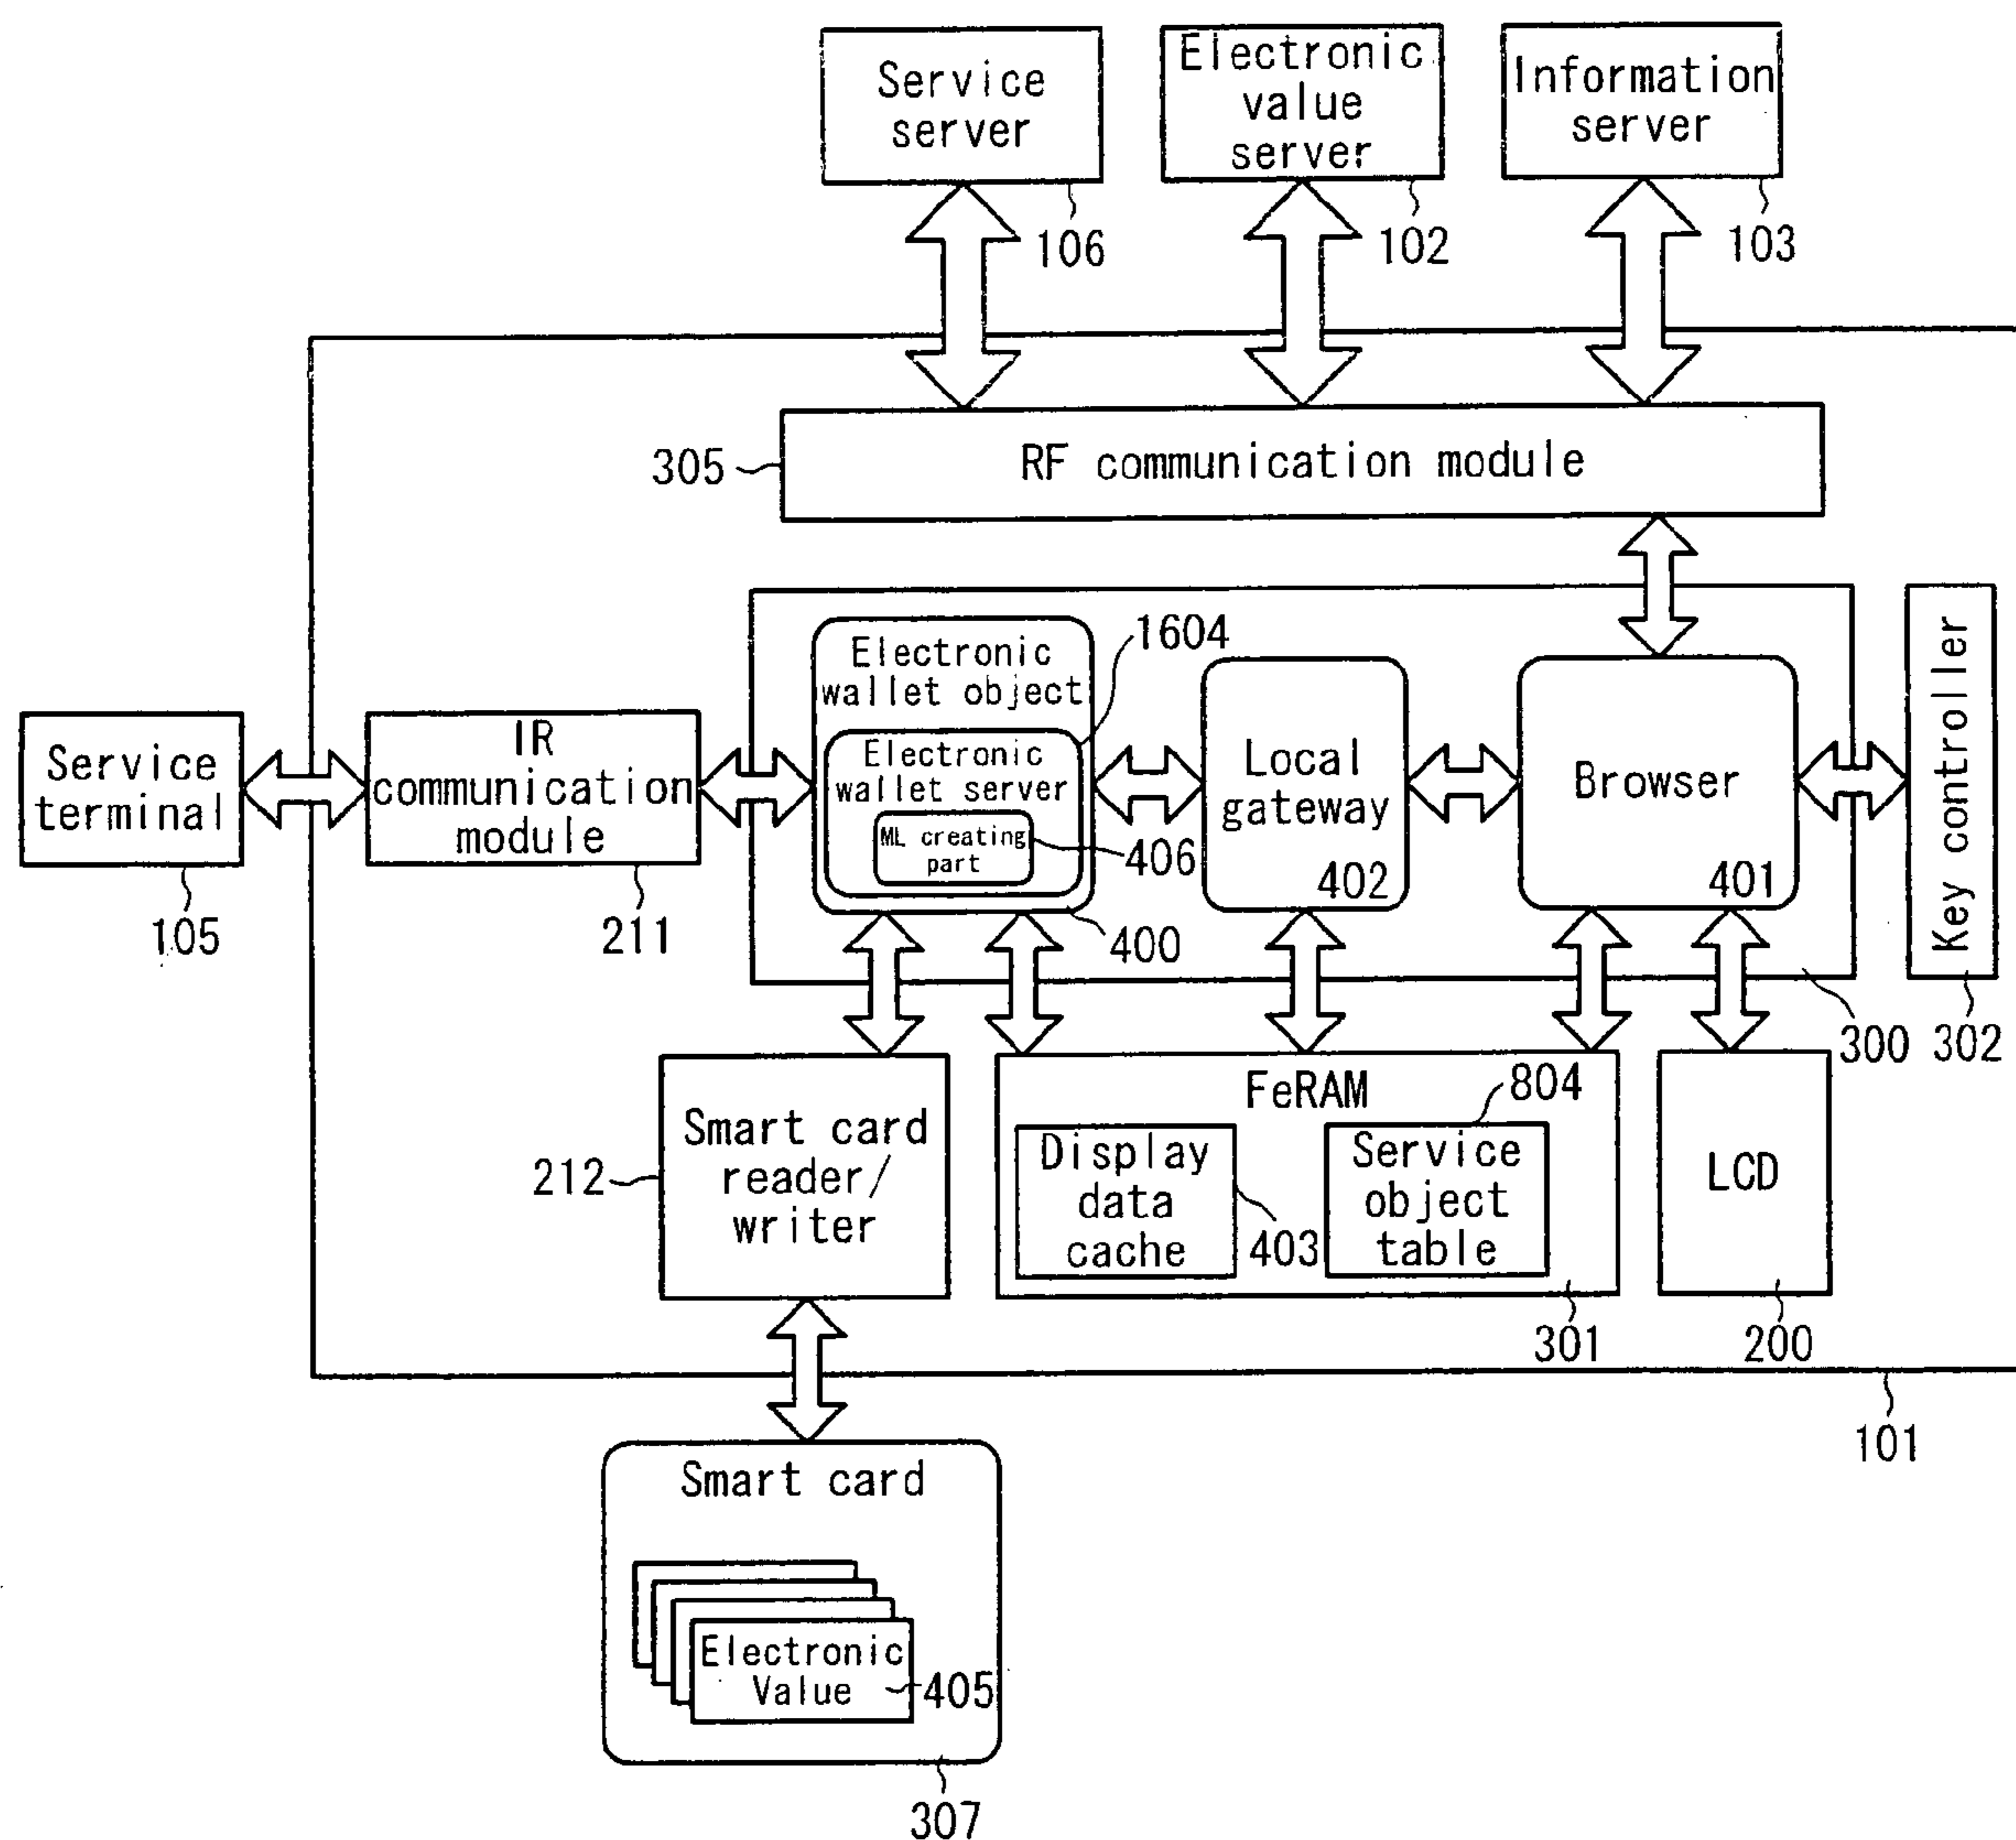 Service
server
106
Electronic
value
server
102
Information
server
103
305
RF communication module
Service
terminal
105
IR
communication
module
211
Electronic
wallet object
1604
Electronic
wallet server
ML creating
part
406
400
Local
gateway
402
Browser
401
Key controller
302
300
Smart card
reader/
writer
212
FeRAM
804
Display
data
cache
403
Service
object
table
301
LCD
200
101
Smart card
Electronic
Value
405
307